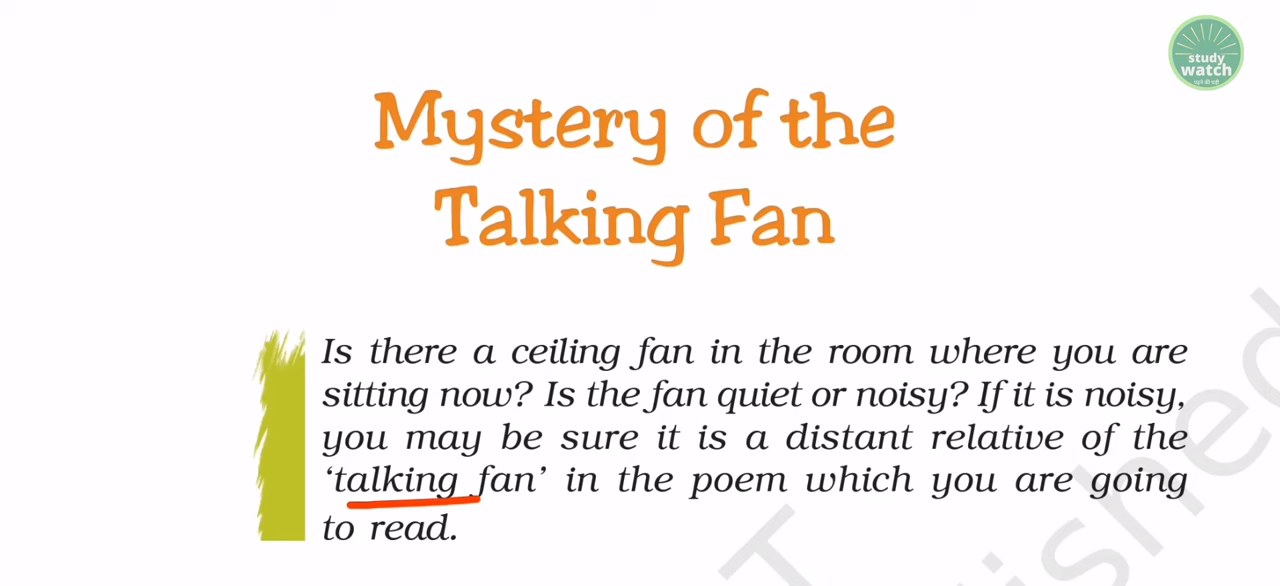 study
watch
पढ़ने की घड़ी
Mystery of the
Talking Fan
Is there a ceiling fan in the room where you are
sitting now? Is the fan quiet or noisy? If it is noisy,
you may be sure it is a distant relative of the
‘talking fan’ in the poem which you are going
to read.